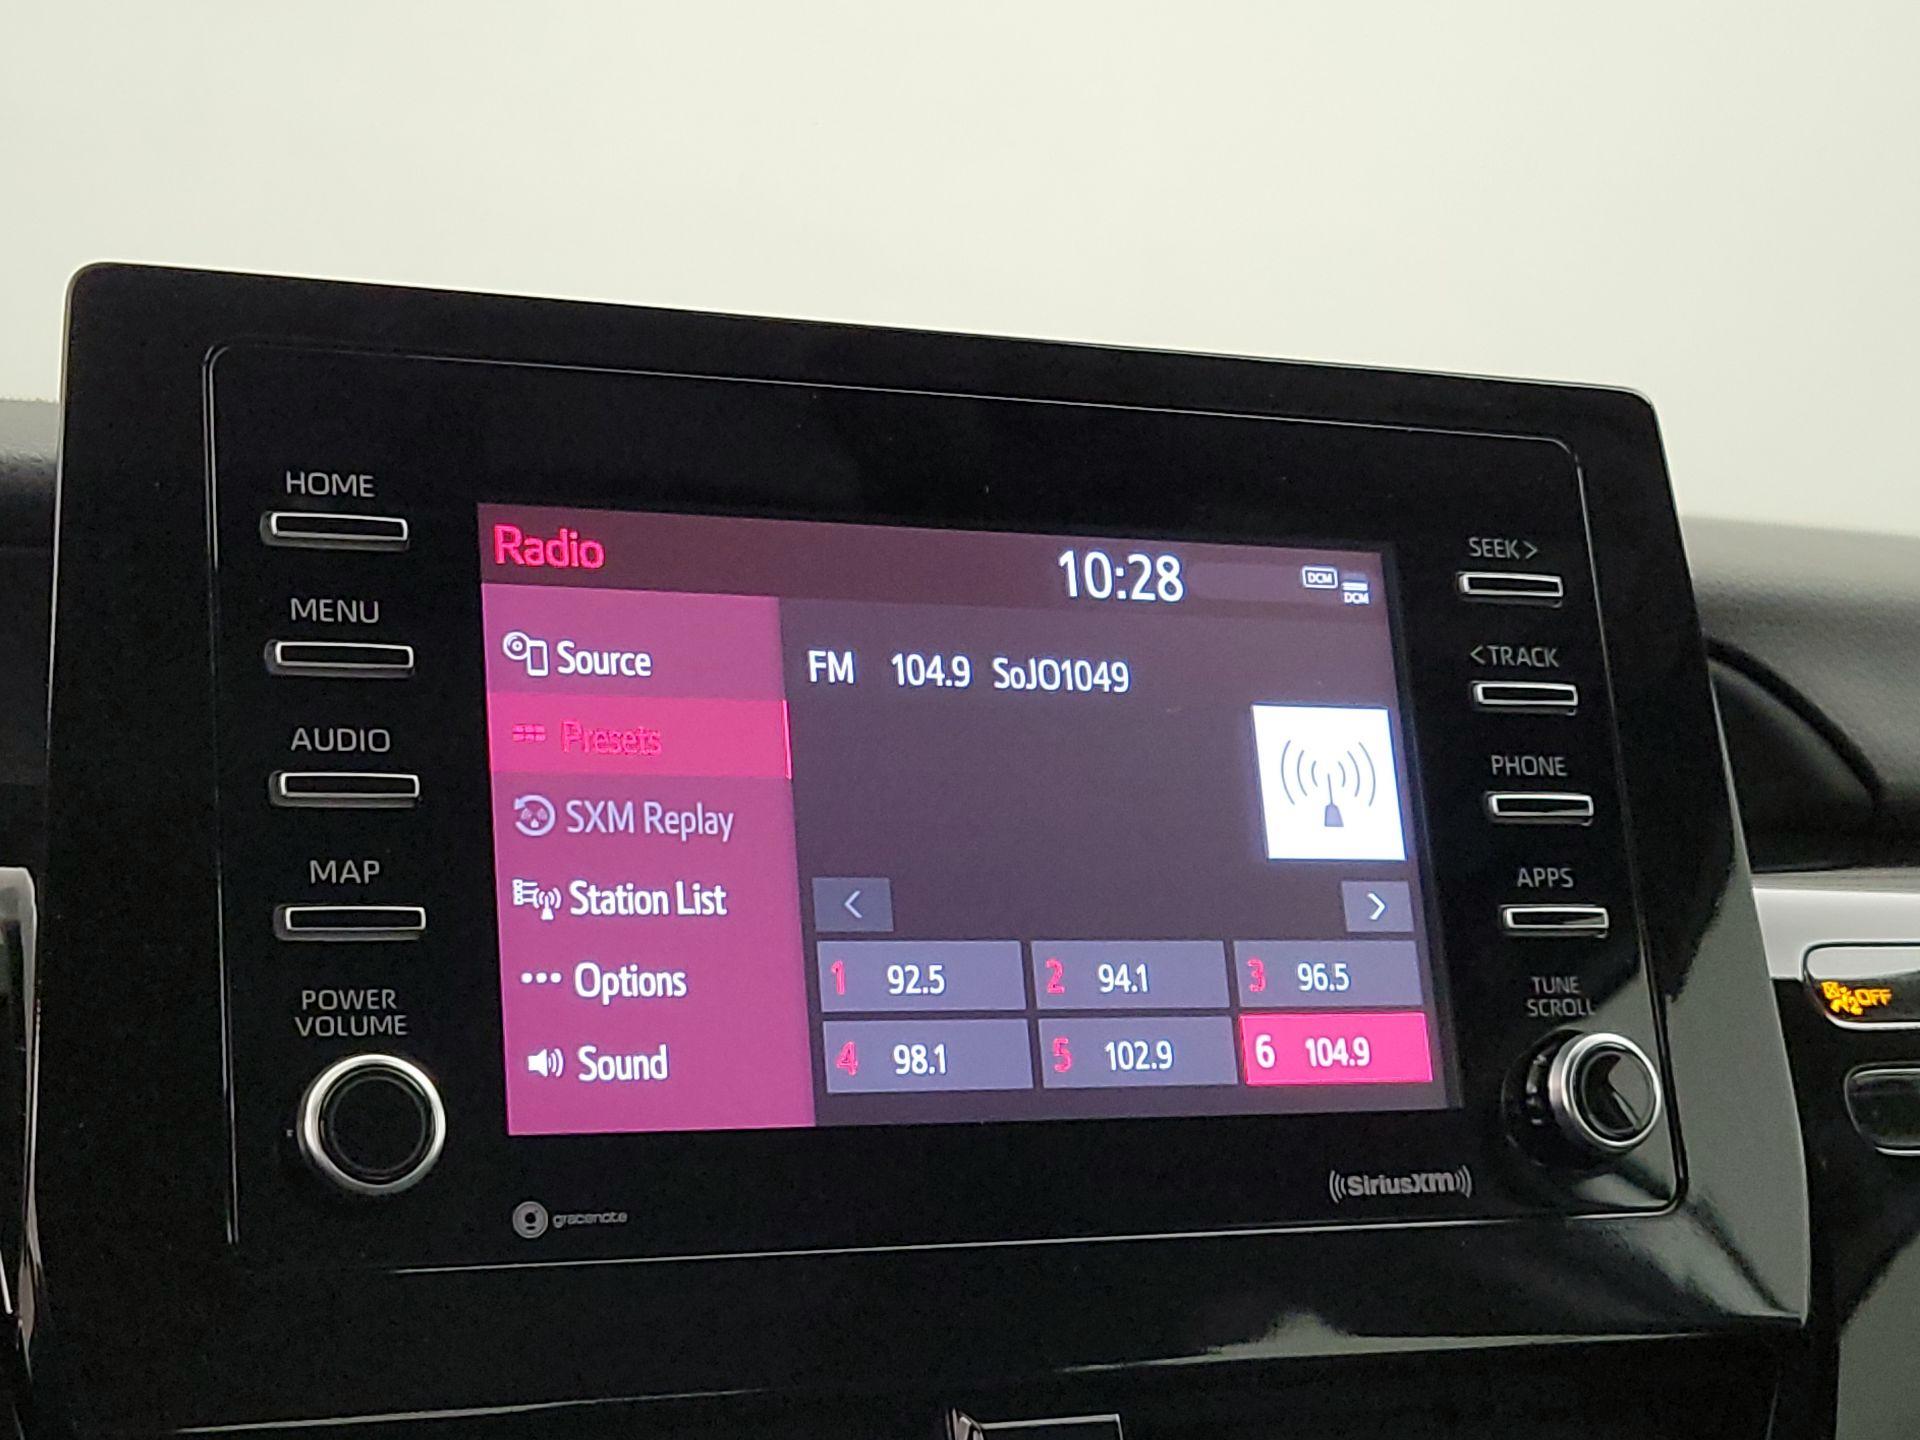 HOME
MENU
AUDIO
MAP
POWER
VOLUME
Radio
10:28
DCM
DCM
Source
Presets
SXM Replay
Station List
Options
Sound
FM 104.9 SoJO1049
<
>
1 92.5
2 94.1
3 96.5
4 98.1
5 102.9
6 104.9
SEEK >
< TRACK
PHONE
APPS
TUNE
SCROLL
gracenote
((SiriusXM))
OFF